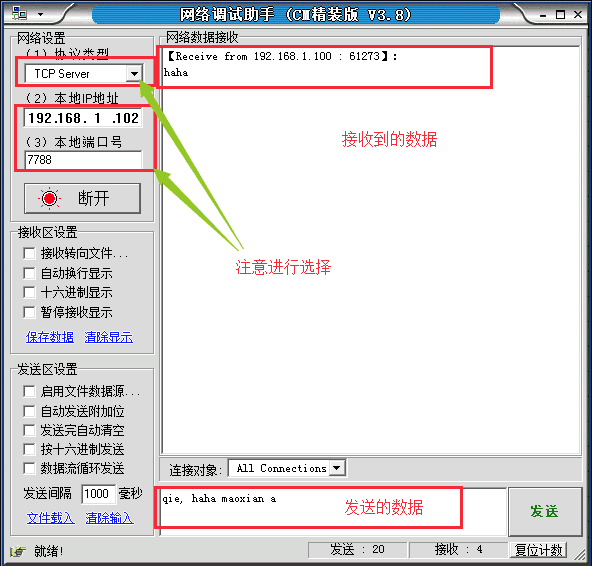 网络调试助手 (CM精装版 V3.8)
网络设置
(1) 协议类型
TCP Server
(2) 本地IP地址
192.168. 1 .102
(3) 本地端口号
7788
断开
接收区设置
接收转向文件...
自动换行显示
十六进制显示
暂停接收显示
保存数据 清除显示
发送区设置
启用文件数据源...
自动发送附加位
发送完自动清空
按十六进制发送
数据流循环发送
发送间隔 1000 毫秒
文件载入 清除输入
网络数据接收
【Receive from 192.168.1.100 : 61273】:
haha
接收到的数据
注意进行选择
连接对象: All Connections
qie, haha maoxian a
发送的数据
发送
就绪!
发送 : 20
接收 : 4
复位计数